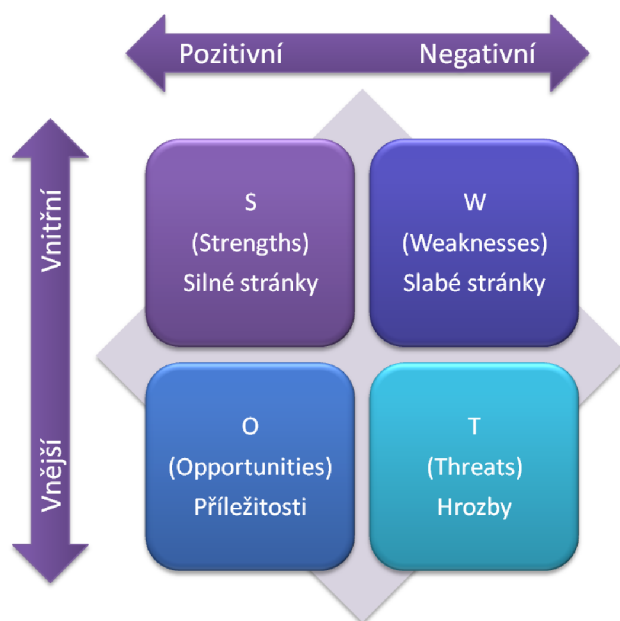 Pozitivní Negativní
Vnitřní
S
(Strengths)
Silné stránky
W
(Weaknesses)
Slabé stránky
Vnější
O
(Opportunities)
Příležitosti
T
(Threats)
Hrozby